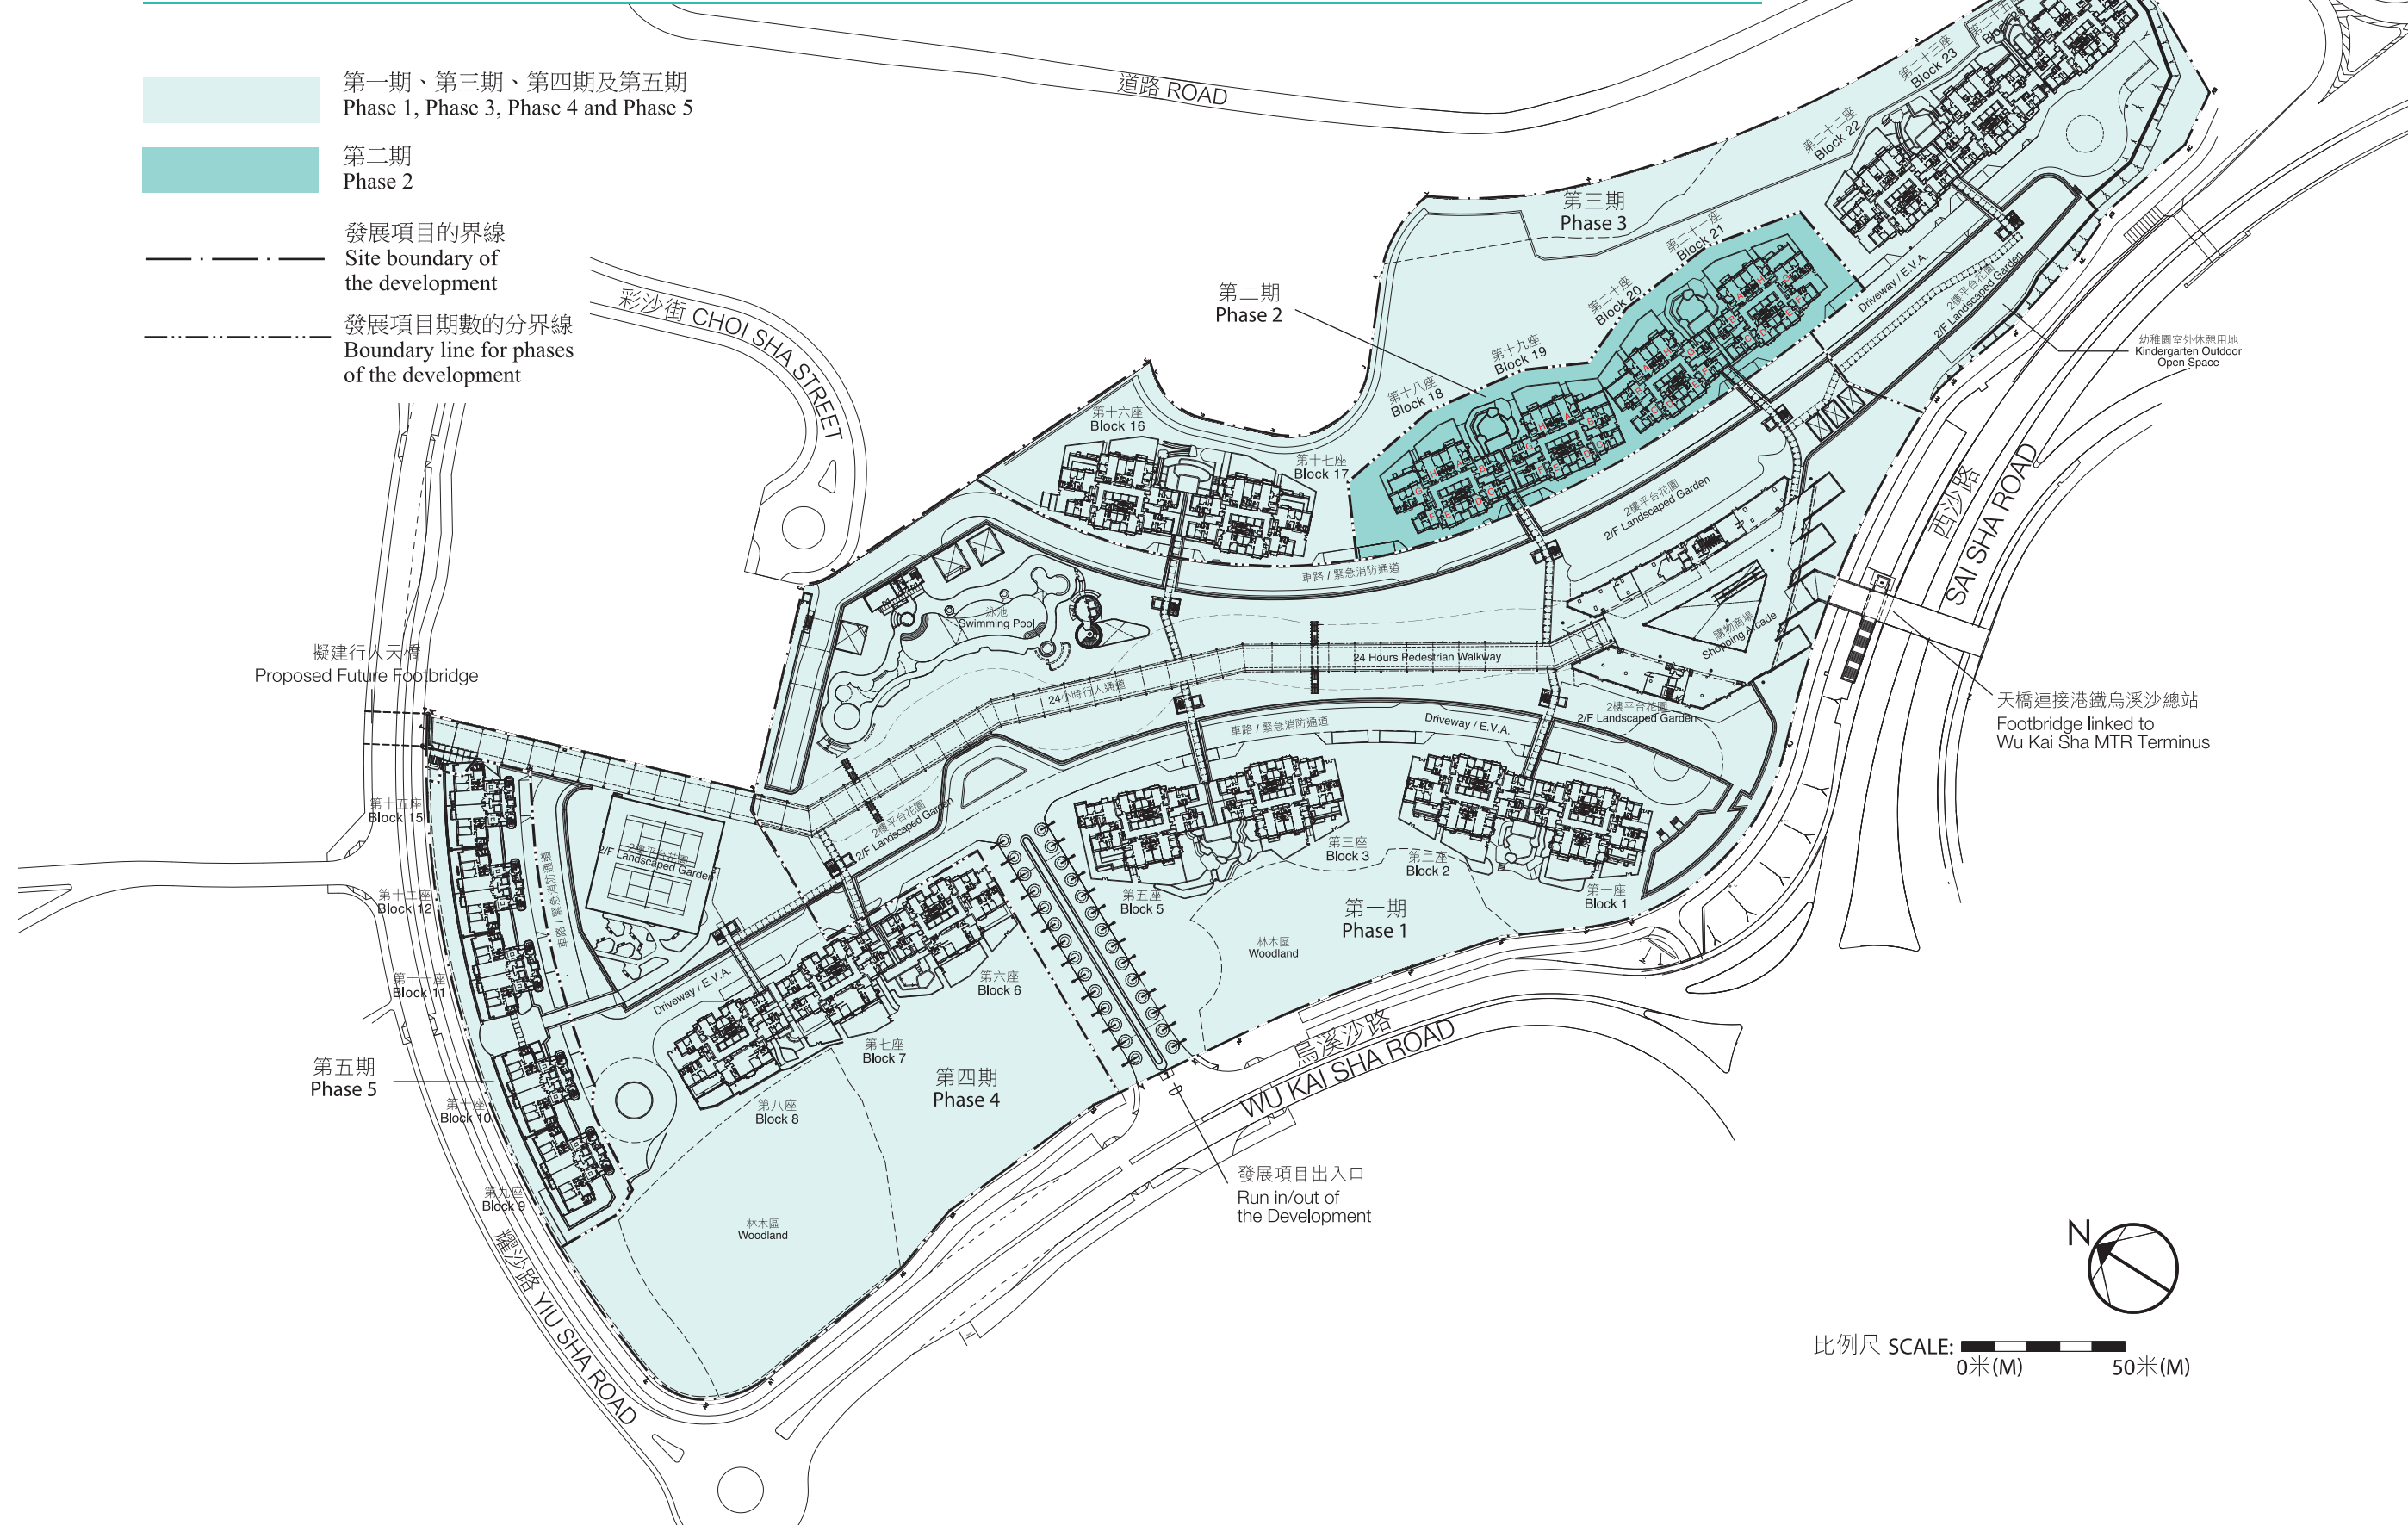 第一期、第三期、第四期及第五期
Phase 1, Phase 3, Phase 4 and Phase 5
第二期
Phase 2
發展項目的界線
Site boundary of
the development
發展項目期數的分界線
Boundary line for phases
of the development
道路 ROAD
彩沙街 CHOI SHA STREET
第二十三座
Block 23
第二十二座
Block 22
第三期
Phase 3
第二十一座
Block 21
第二十座
Block 20
第二期
Phase 2
第十九座
Block 19
第十八座
Block 18
第十六座
Block 16
第十七座
Block 17
Driveway / E.V.A.
2樓平台花園
2/F Landscaped Garden
幼稚園室外休憩用地
Kindergarten Outdoor
Open Space
2樓平台花園
2/F Landscaped Garden
車路 / 緊急消防通道
西沙路
SAI SHA ROAD
泳池
Swimming Pool
購物商場
Shopping Arcade
24 Hours Pedestrian Walkway
24小時行人通道
擬建行人天橋
Proposed Future Footbridge
天橋連接港鐵烏溪沙總站
Footbridge linked to
Wu Kai Sha MTR Terminus
2樓平台花園
2/F Landscaped Garden
車路 / 緊急消防通道
Driveway / E.V.A.
2樓平台花園
2/F Landscaped Garden
第十五座
Block 15
2樓平台花園
2/F Landscaped Garden
車路 / 緊急消防通道
第十二座
Block 12
第十一座
Block 11
第三座
Block 3
第二座
Block 2
第五座
Block 5
第一座
Block 1
第一期
Phase 1
林木區
Woodland
第六座
Block 6
Driveway / E.V.A.
第七座
Block 7
第八座
Block 8
第四期
Phase 4
第五期
Phase 5
第十座
Block 10
第九座
Block 9
烏溪沙路
WU KAI SHA ROAD
發展項目出入口
Run in/out of
the Development
林木區
Woodland
耀沙路 YIU SHA ROAD
N
比例尺 SCALE:
0米(M) 50米(M)